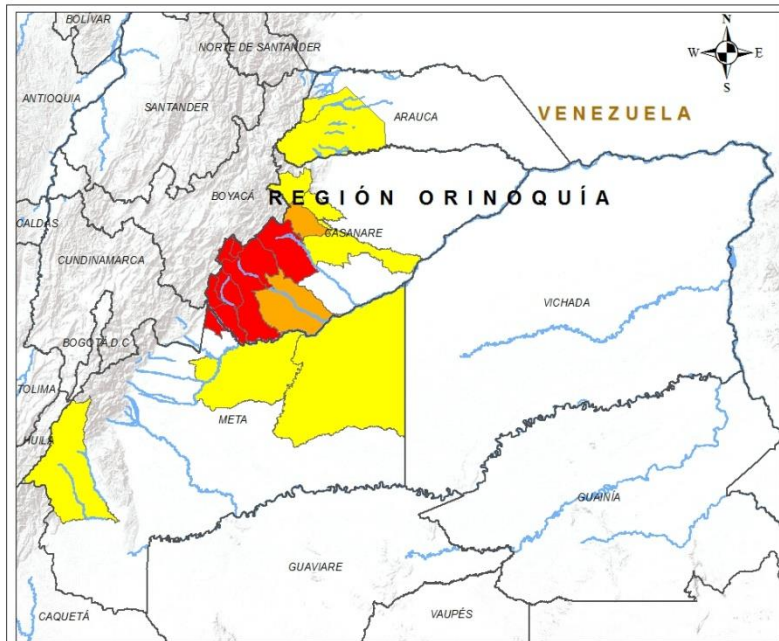 BOLÍVAR
N
W E
S
NORTE DE SANTANDER
ANTIOQUIA
SANTANDER
ARAUCA
VENEZUELA
BOYACÁ
REGIÓN ORINOQUÍA
CALDAS
CASANARE
CUNDINAMARCA
VICHADA
BOGOTÁ D.C
TOLIMA
META
HUILA
GUAINÍA
GUAVIARE
CAQUETÁ
VAUPÉS